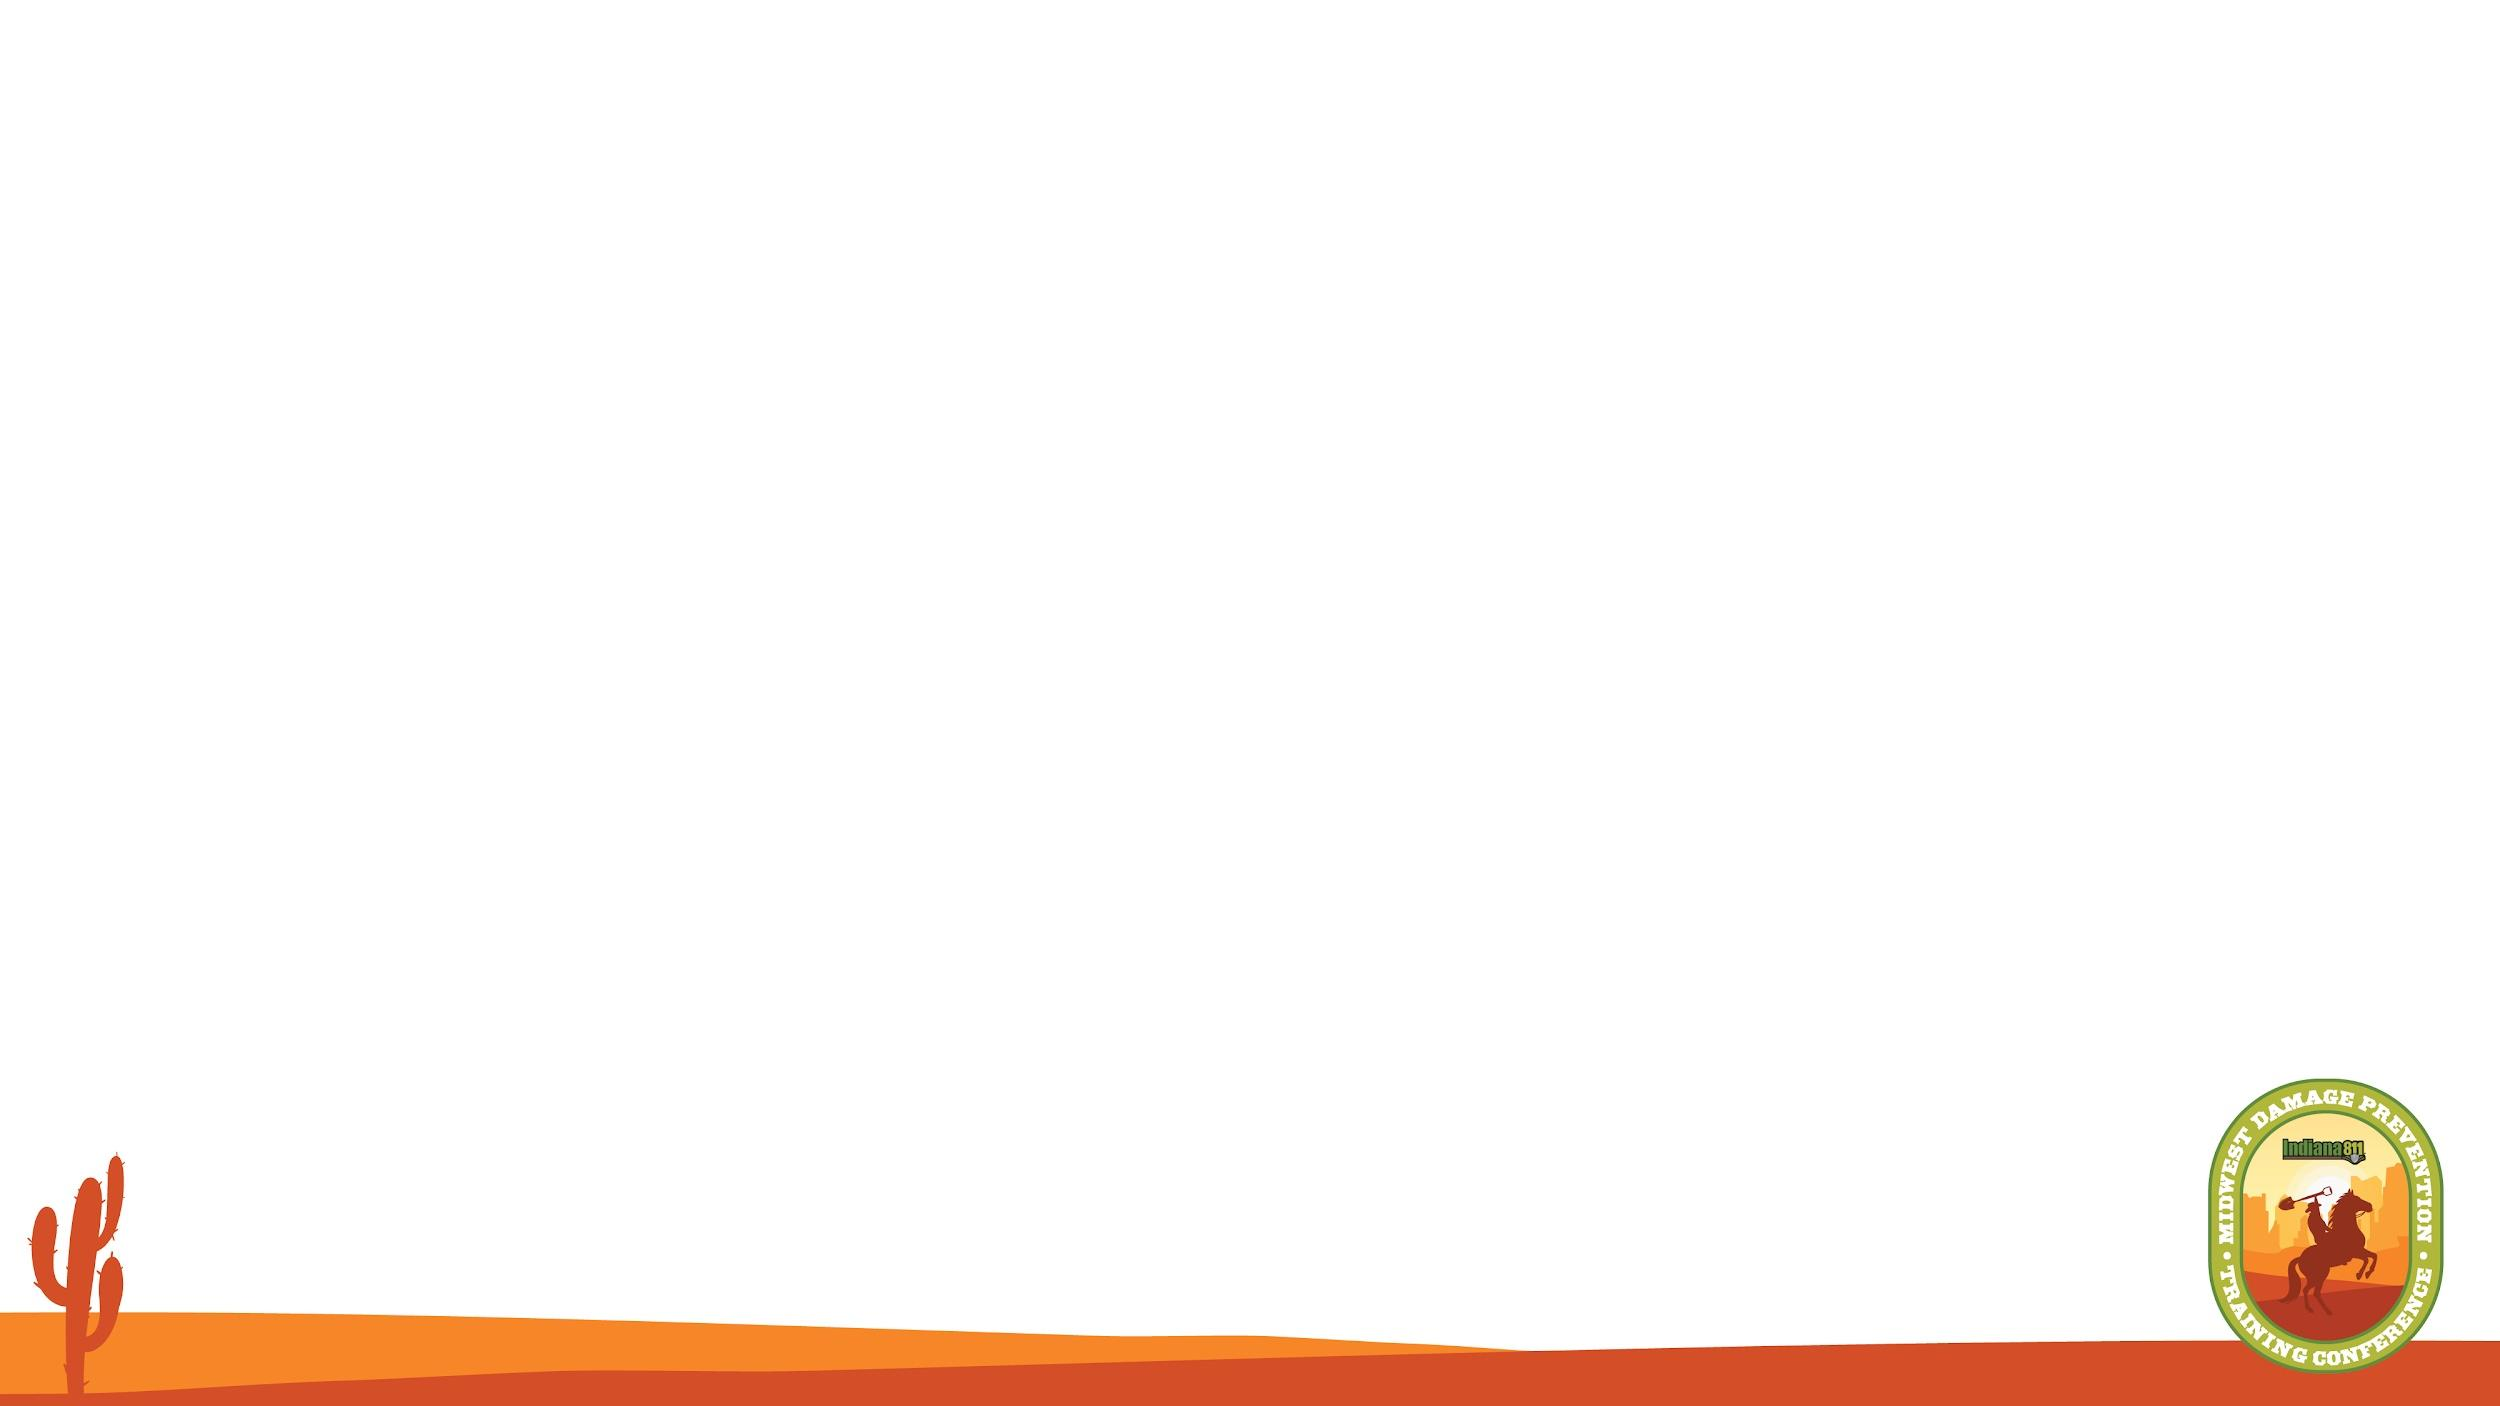 MIDWEST DAMAGE PREVENTION • TRAINING CONFERENCE •
Indiana811